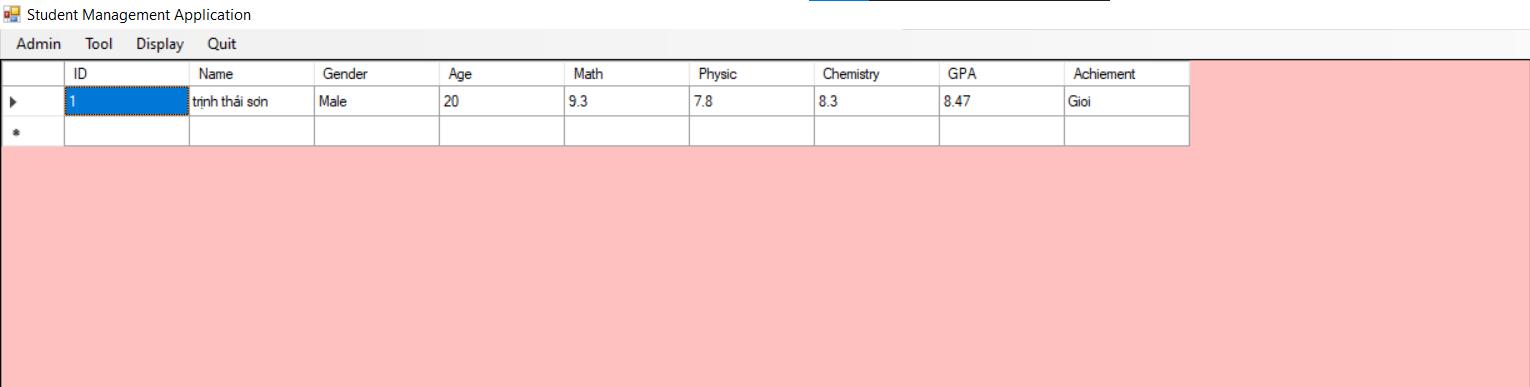 Student Management Application
Admin Tool Display Quit
ID Name Gender Age Math Physic Chemistry GPA Achiement
1 trịnh thái sơn Male 20 9.3 7.8 8.3 8.47 Gioi